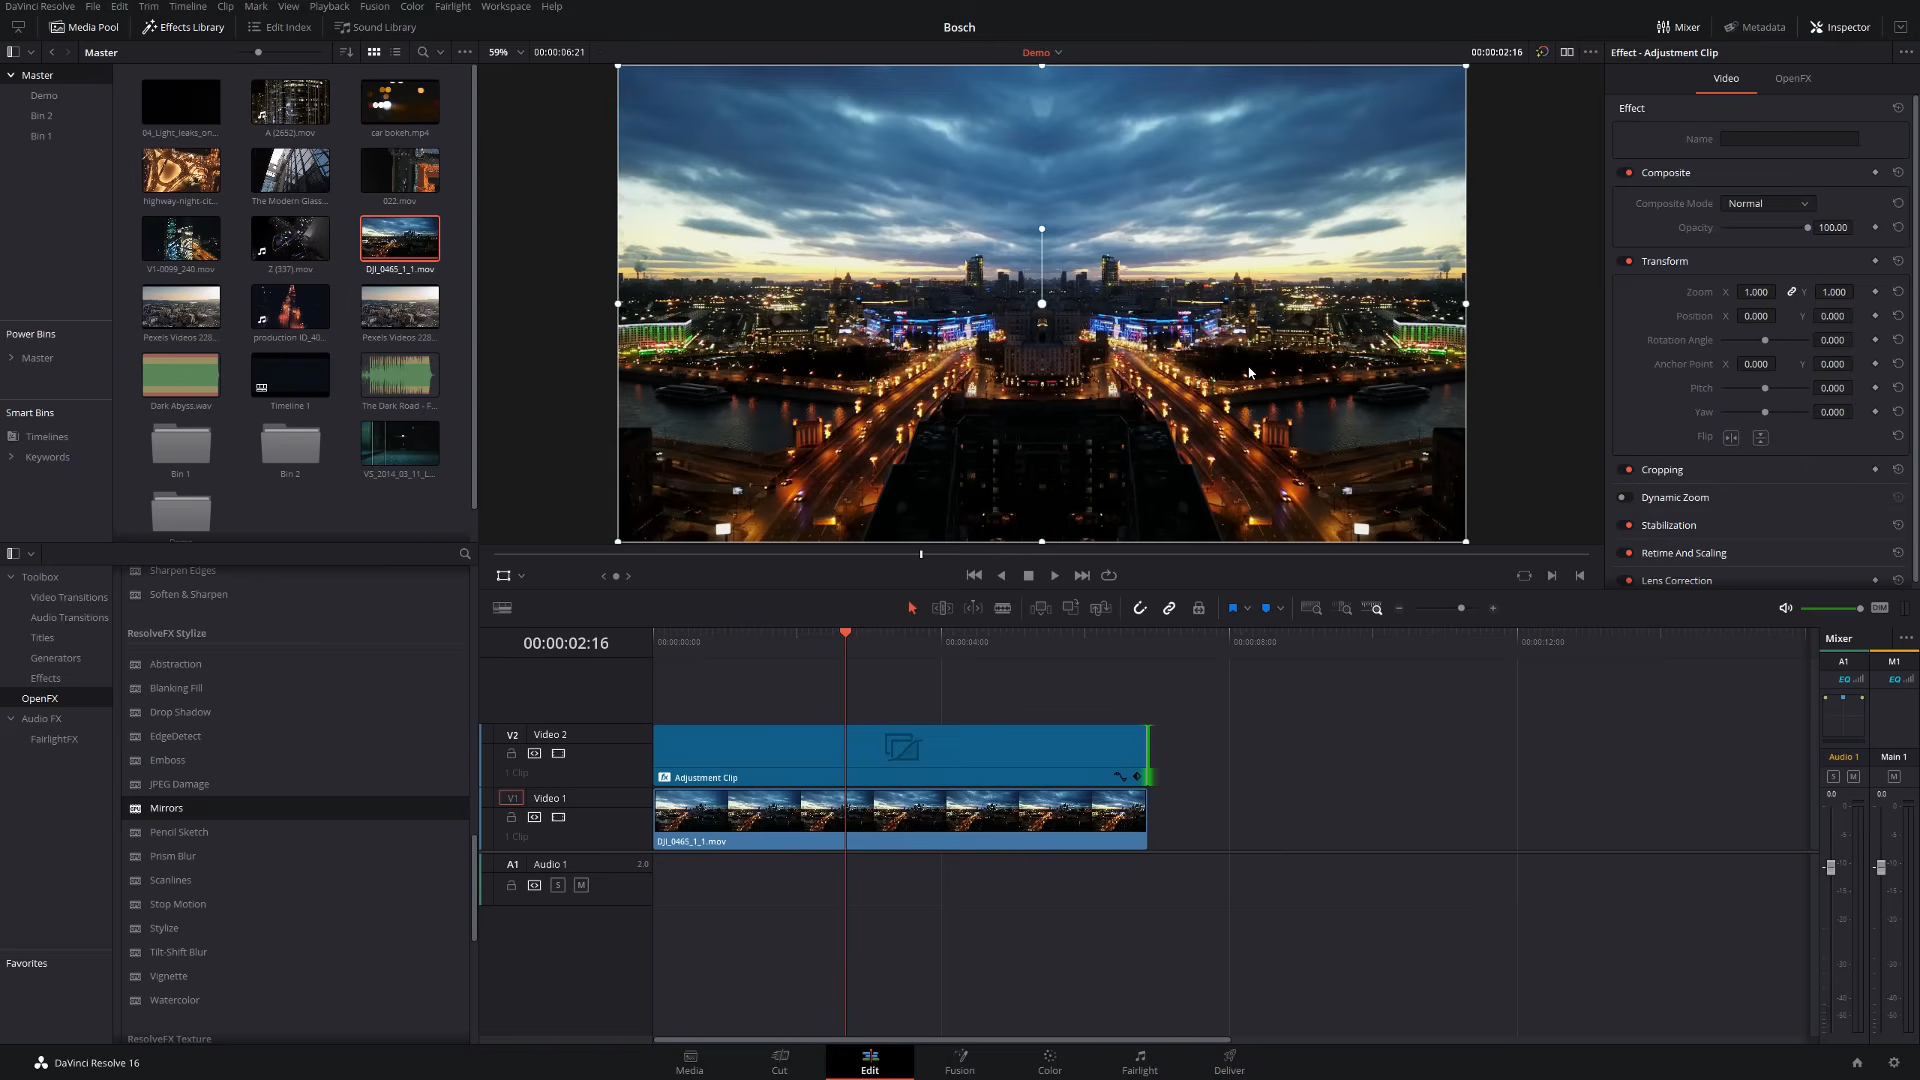 DaVinci Resolve File Edit Trim Timeline Clip Mark View Playback Fusion Color Fairlight Workspace Help
Media Pool Effects Library Edit Index Sound Library
Bosch
Mixer Metadata Inspector
Master
59% 00:00:06:21
Demo
00:00:02:16
Effect - Adjustment Clip
Master
Demo
Bin 2
Bin 1
Power Bins
Master
Smart Bins
Timelines
Keywords
04_Light_leaks_on... A (2652).mov car bokeh.mp4
highway-night-cit... The Modern Glass... 022.mov
V1-0099_240.mov Z (337).mov DJI_0465_1_1.mov
Pexels Videos 228... production ID_40... Pexels Videos 228...
Dark Abyss.wav Timeline 1 The Dark Road - F...
Bin 1 Bin 2 VS_2014_03_11_L...
Video OpenFX
Effect
Name
Composite
Composite Mode Normal
Opacity 100.00
Transform
Zoom X 1.000 Y 1.000
Position X 0.000 Y 0.000
Rotation Angle 0.000
Anchor Point X 0.000 Y 0.000
Pitch 0.000
Yaw 0.000
Flip
Cropping
Dynamic Zoom
Stabilization
Retime And Scaling
Lens Correction
Toolbox
Video Transitions
Audio Transitions
Titles
Generators
Effects
OpenFX
Audio FX
FairlightFX
Favorites
Sharpen Edges
Soften & Sharpen
ResolveFX Stylize
Abstraction
Blanking Fill
Drop Shadow
EdgeDetect
Emboss
JPEG Damage
Mirrors
Pencil Sketch
Prism Blur
Scanlines
Stop Motion
Stylize
Tilt-Shift Blur
Vignette
Watercolor
ResolveFX Texture
DIM
00:00:02:16
00:00:00:00 00:00:04:00 00:00:08:00 00:00:12:00
V2 Video 2
1 Clip
fx Adjustment Clip
V1 Video 1
1 Clip
DJI_0465_1_1.mov
A1 Audio 1 2.0
S M
Mixer
A1 M1
EQ EQ
Audio 1 Main 1
S M M
0.0 0.0
DaVinci Resolve 16
Media Cut Edit Fusion Color Fairlight Deliver